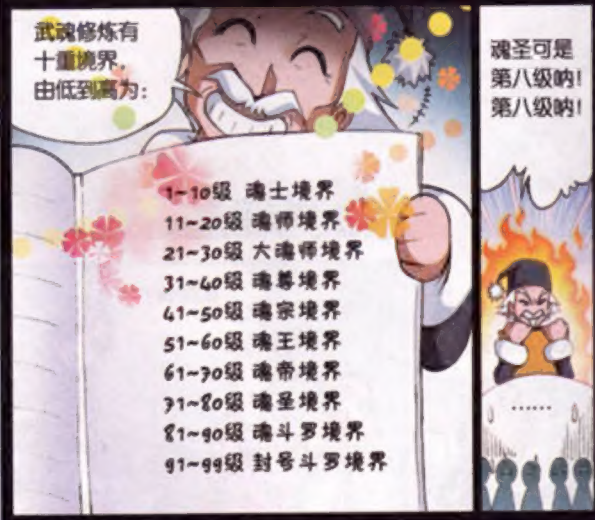 武魂修炼有
十重境界，
由低到高为：
1~10级 魂士境界
11~20级 魂师境界
21~30级 大魂师境界
31~40级 魂尊境界
41~50级 魂宗境界
51~60级 魂王境界
61~70级 魂帝境界
71~80级 魂圣境界
81~90级 魂斗罗境界
91~99级 封号斗罗境界
魂圣可是
第八级呐！
第八级呐！
……